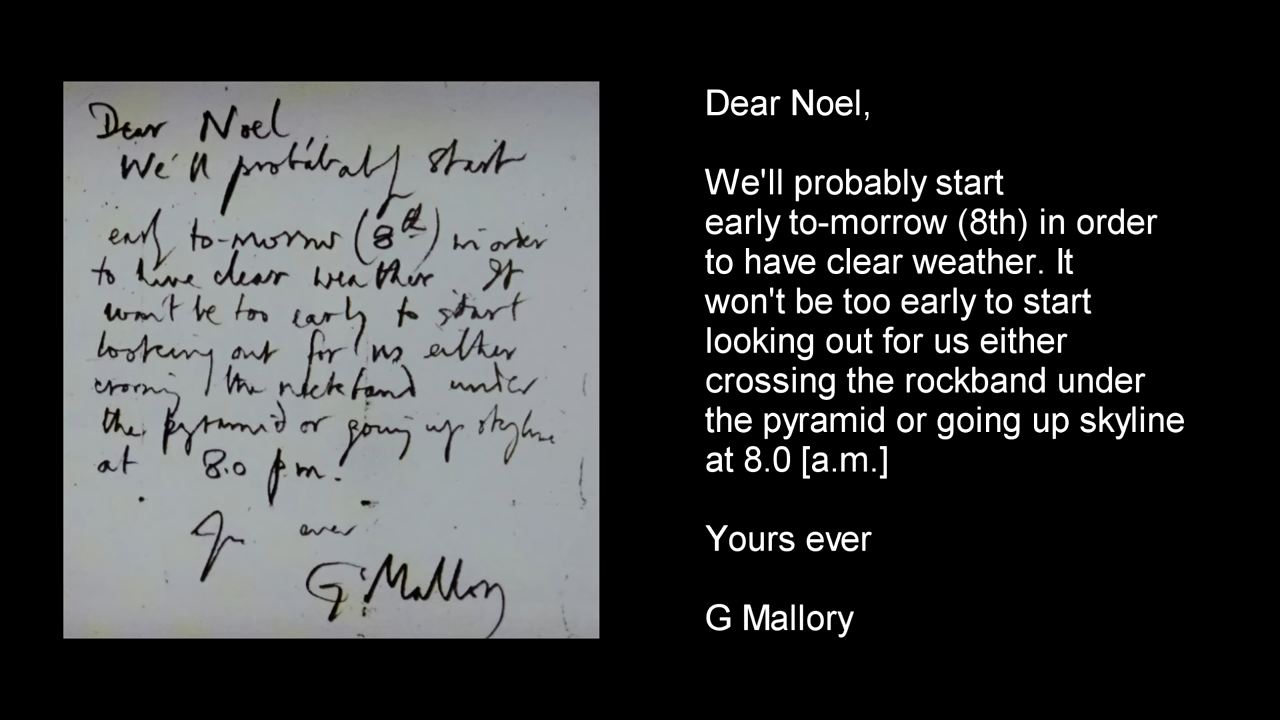 Dear Noel
We'll probably start
early to-morrow (8th) in order
to have clear weather It
won't be too early to start
looking out for us either
crossing the rockband under
the pyramid or going up skyline
at 8.0 p.m.
Yrs ever
G Mallory
Dear Noel,
We'll probably start
early to-morrow (8th) in order
to have clear weather. It
won't be too early to start
looking out for us either
crossing the rockband under
the pyramid or going up skyline
at 8.0 [a.m.]
Yours ever
G Mallory